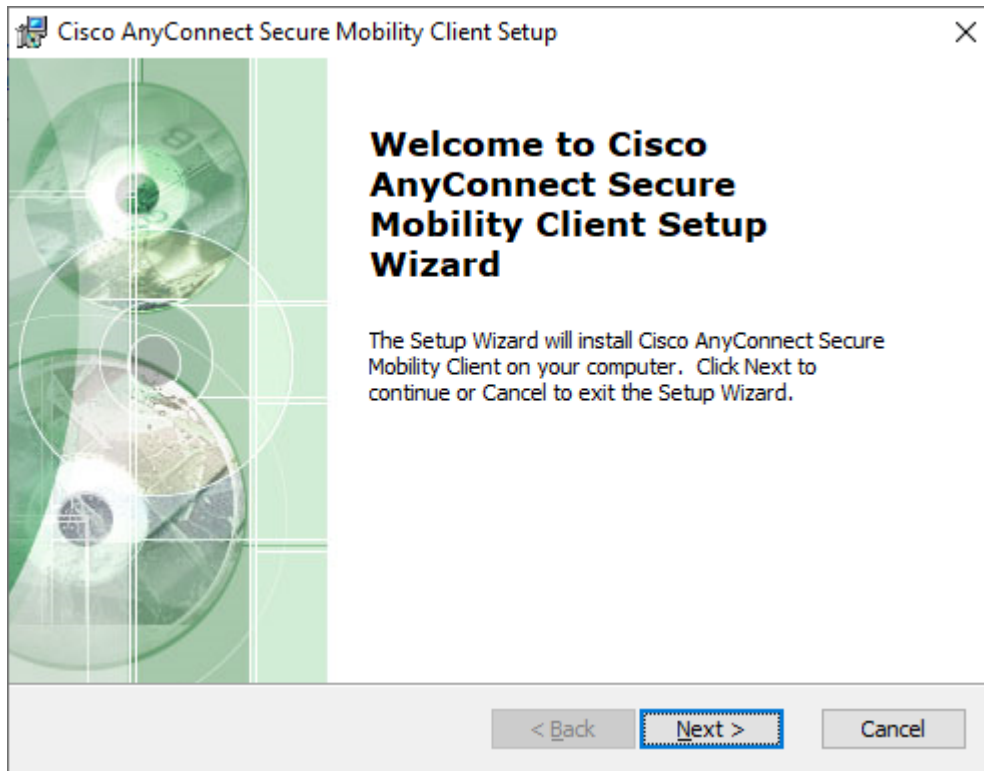 Cisco AnyConnect Secure Mobility Client Setup
Welcome to Cisco
AnyConnect Secure
Mobility Client Setup
Wizard
The Setup Wizard will install Cisco AnyConnect Secure
Mobility Client on your computer.  Click Next to
continue or Cancel to exit the Setup Wizard.
< Back
Next >
Cancel